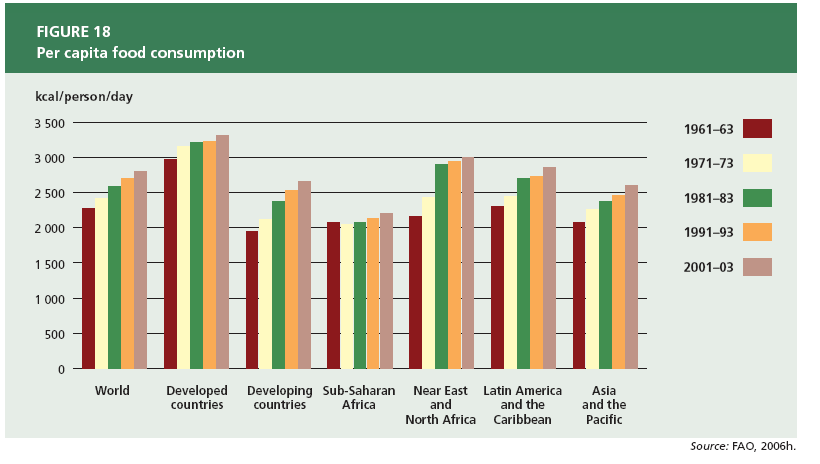 FIGURE 18
Per capita food consumption
kcal/person/day
3 500
3 000
2 500
2 000
1 500
1 000
500
0
1961–63
1971–73
1981–83
1991–93
2001–03
World
Developed
countries
Developing
countries
Sub-Saharan
Africa
Near East
and
North Africa
Latin America
and the
Caribbean
Asia
and the
Pacific
Source: FAO, 2006h.